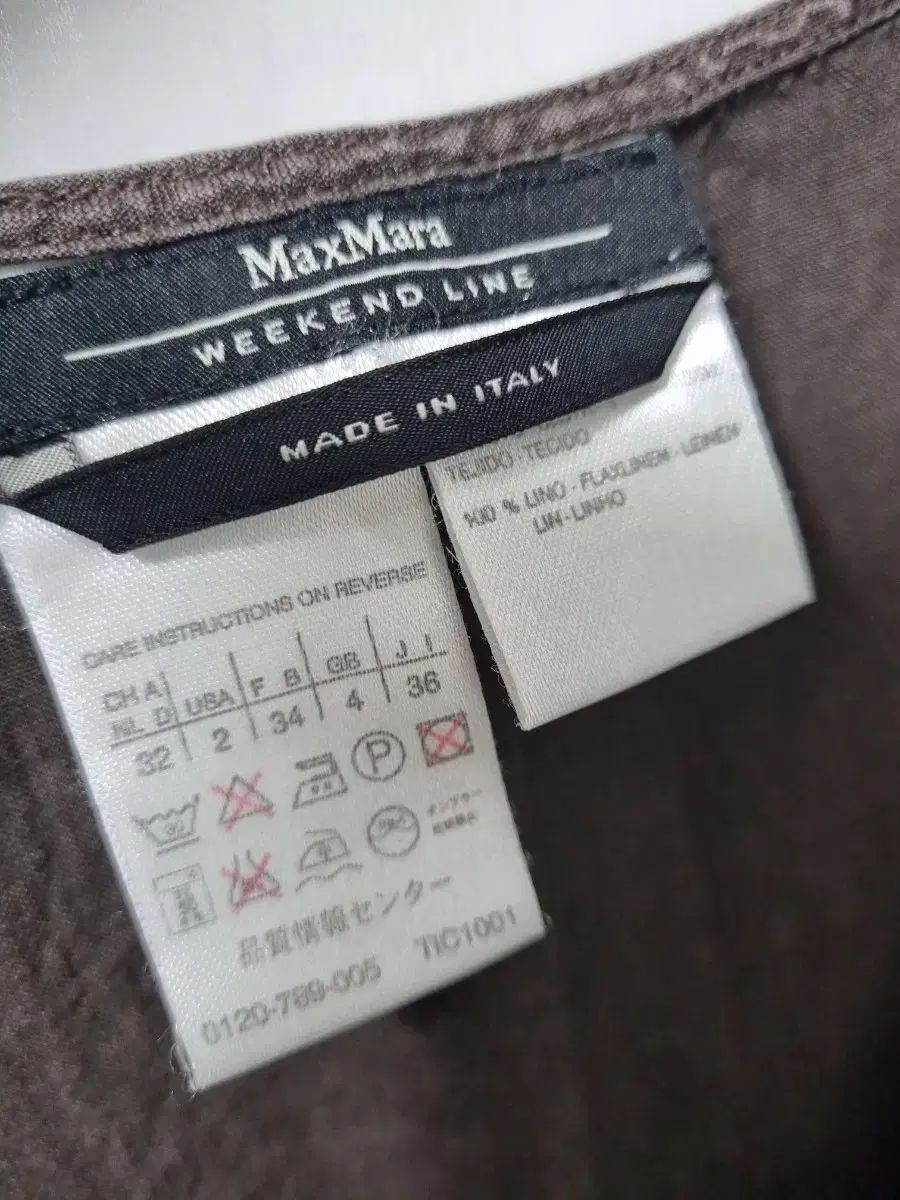 MaxMara
WEEKEND LINE
MADE IN ITALY
TEJIDO - TECIDO
100 % LINO - FLAX/LINEN - LEINEN
LIN - LINHO
CARE INSTRUCTIONS ON REVERSE
CH A USA F B GB J I
NL D
32 2 34 4 36
P
品質情報センター
0120-789-005 TIC1001